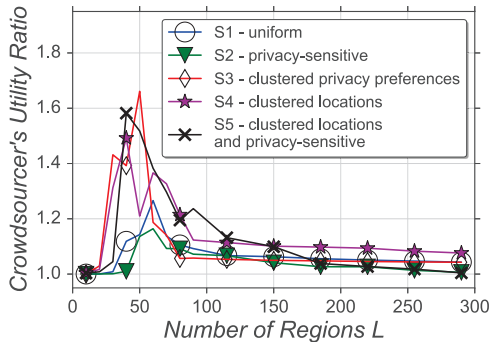 Crowdsourcer's Utility Ratio
1.8
1.6
1.4
1.2
1.0
S1 - uniform
S2 - privacy-sensitive
S3 - clustered privacy preferences
S4 - clustered locations
S5 - clustered locations
and privacy-sensitive
0 50 100 150 200 250 300
Number of Regions L